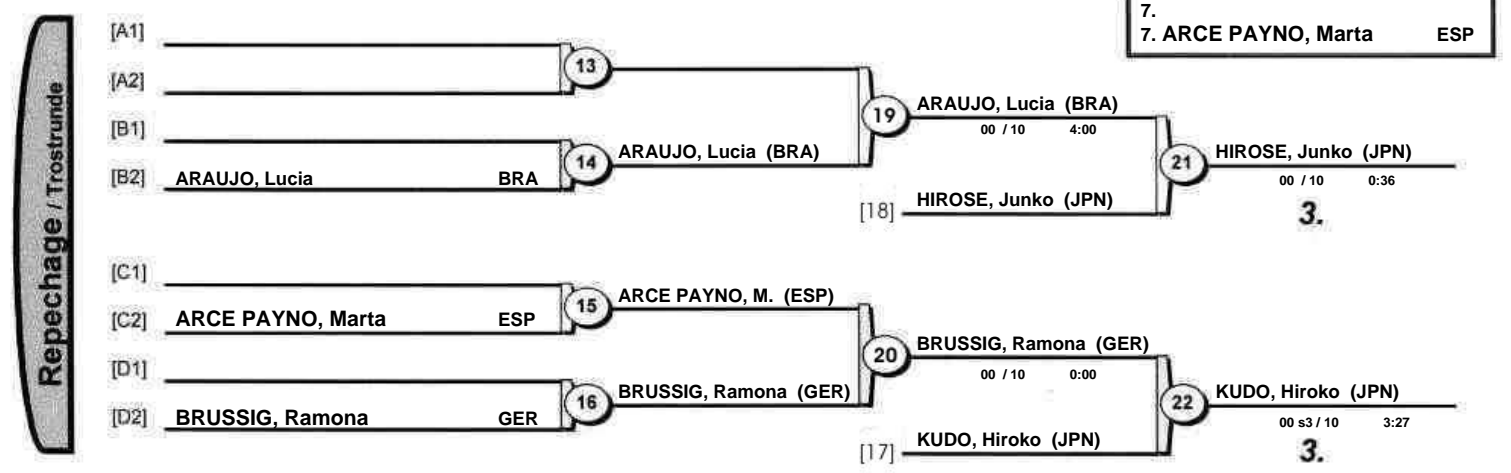 7.
7. ARCE PAYNO, Marta ESP
Repechage / Trostrunde
[A1]
13
[A2]
19
ARAUJO, Lucia (BRA)
00 / 10 4:00
[B1]
14
ARAUJO, Lucia (BRA)
21
HIROSE, Junko (JPN)
00 / 10 0:36
3.
[B2] ARAUJO, Lucia BRA
[18] HIROSE, Junko (JPN)
[C1]
15
ARCE PAYNO, M. (ESP)
[C2] ARCE PAYNO, Marta ESP
20
BRUSSIG, Ramona (GER)
00 / 10 0:00
[D1]
16
BRUSSIG, Ramona (GER)
22
KUDO, Hiroko (JPN)
00 s3 / 10 3:27
3.
[D2] BRUSSIG, Ramona GER
[17] KUDO, Hiroko (JPN)